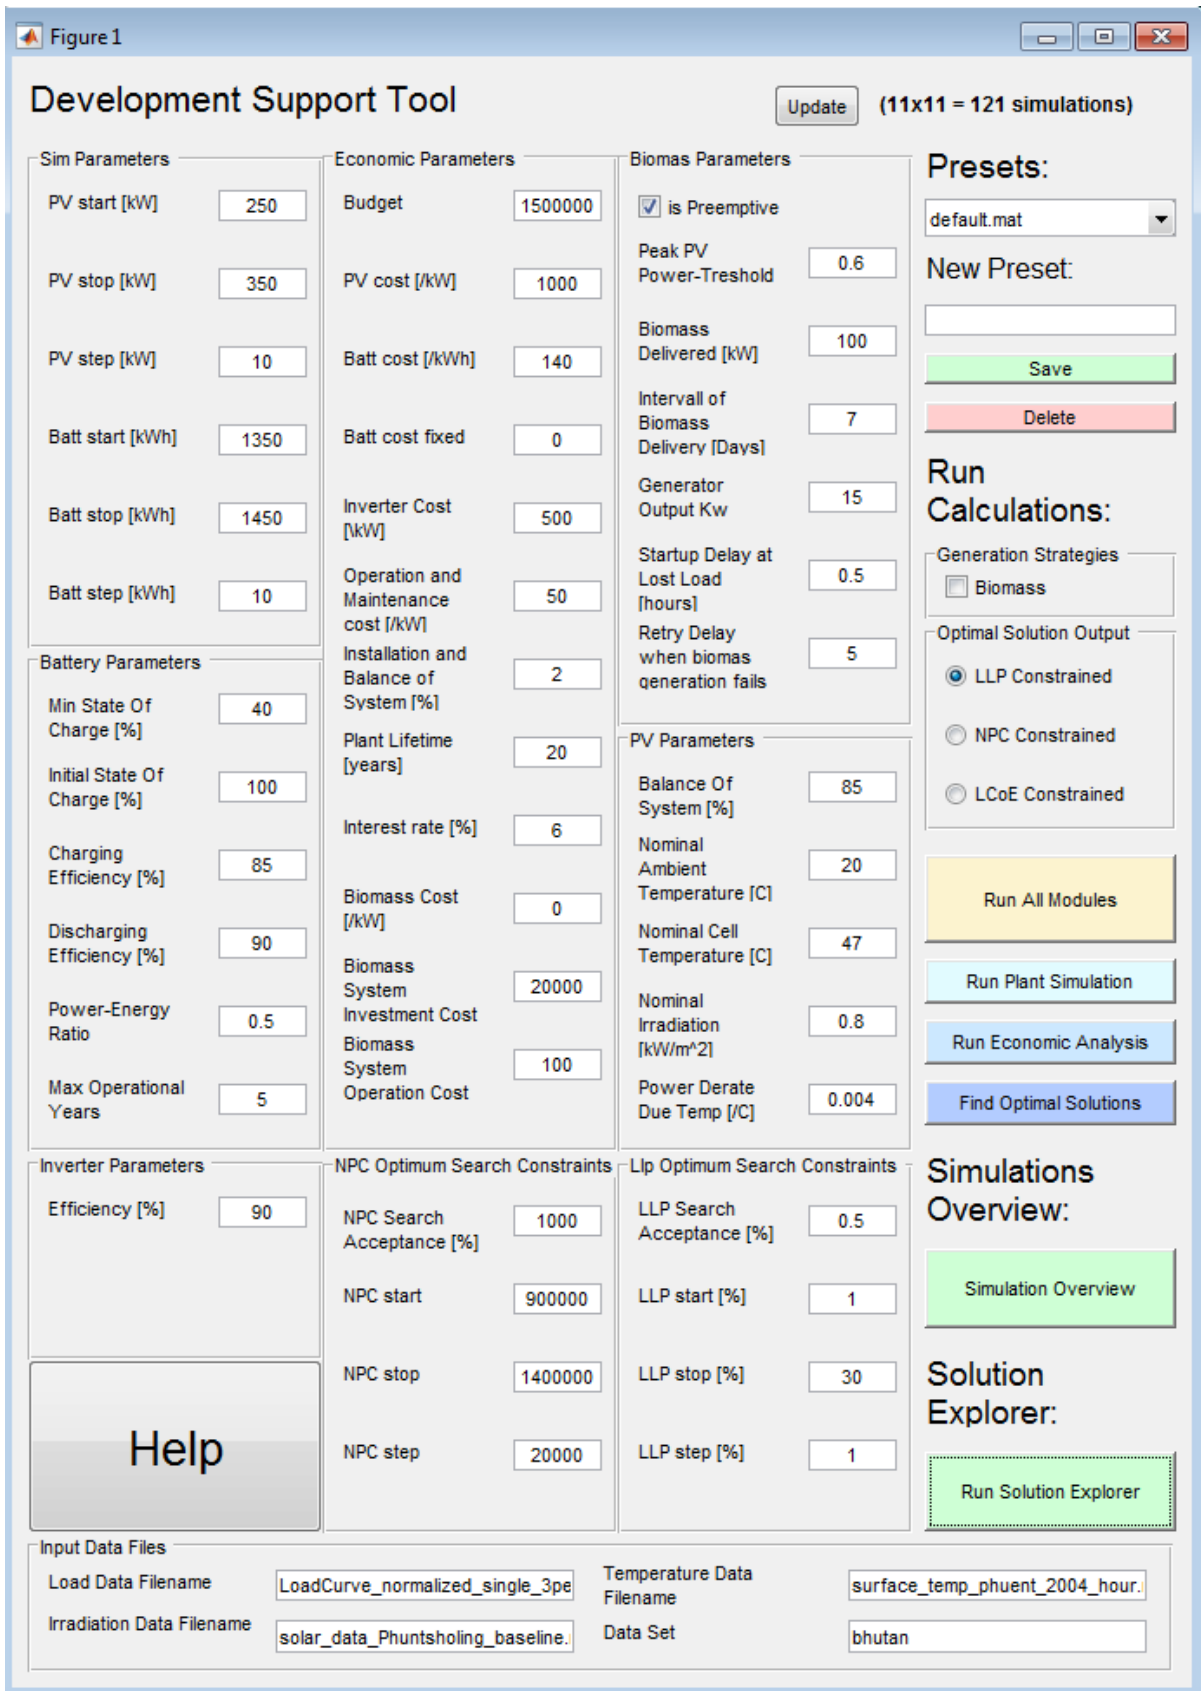 Figure 1
Development Support Tool
Update
(11x11 = 121 simulations)
Sim Parameters
PV start [kW]
250
PV stop [kW]
350
PV step [kW]
10
Batt start [kWh]
1350
Batt stop [kWh]
1450
Batt step [kWh]
10
Battery Parameters
Min State Of
Charge [%]
40
Initial State Of
Charge [%]
100
Charging
Efficiency [%]
85
Discharging
Efficiency [%]
90
Power-Energy
Ratio
0.5
Max Operational
Years
5
Inverter Parameters
Efficiency [%]
90
Help
Economic Parameters
Budget
1500000
PV cost [/kW]
1000
Batt cost [/kWh]
140
Batt cost fixed
0
Inverter Cost
[\kW]
500
Operation and
Maintenance
cost [/kW]
50
Installation and
Balance of
System [%]
2
Plant Lifetime
[years]
20
Interest rate [%]
6
Biomass Cost
[/kW]
0
Biomass
System
Investment Cost
20000
Biomass
System
Operation Cost
100
NPC Optimum Search Constraints
NPC Search
Acceptance [%]
1000
NPC start
900000
NPC stop
1400000
NPC step
20000
Biomas Parameters
is Preemptive
Peak PV
Power-Treshold
0.6
Biomass
Delivered [kW]
100
Intervall of
Biomass
Delivery [Days]
7
Generator
Output Kw
15
Startup Delay at
Lost Load
[hours]
0.5
Retry Delay
when biomas
generation fails
5
PV Parameters
Balance Of
System [%]
85
Nominal
Ambient
Temperature [C]
20
Nominal Cell
Temperature [C]
47
Nominal
Irradiation
[kW/m^2]
0.8
Power Derate
Due Temp [/C]
0.004
Llp Optimum Search Constraints
LLP Search
Acceptance [%]
0.5
LLP start [%]
1
LLP stop [%]
30
LLP step [%]
1
Presets:
default.mat
New Preset:
Save
Delete
Run
Calculations:
Generation Strategies
Biomass
Optimal Solution Output
LLP Constrained
NPC Constrained
LCoE Constrained
Run All Modules
Run Plant Simulation
Run Economic Analysis
Find Optimal Solutions
Simulations
Overview:
Simulation Overview
Solution
Explorer:
Run Solution Explorer
Input Data Files
Load Data Filename
LoadCurve_normalized_single_3pe
Irradiation Data Filename
solar_data_Phuntsholing_baseline.
Temperature Data
Filename
surface_temp_phuent_2004_hour.
Data Set
bhutan